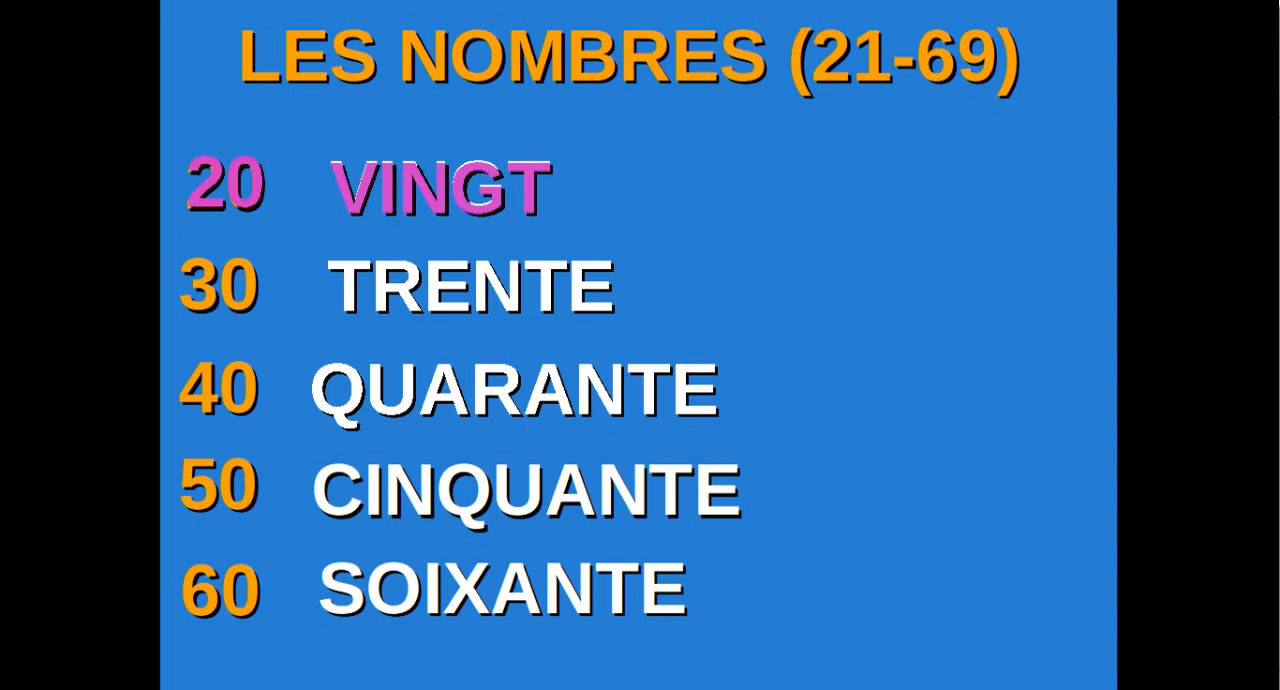 LES NOMBRES (21-69)
20 VINGT
30 TRENTE
40 QUARANTE
50 CINQUANTE
60 SOIXANTE